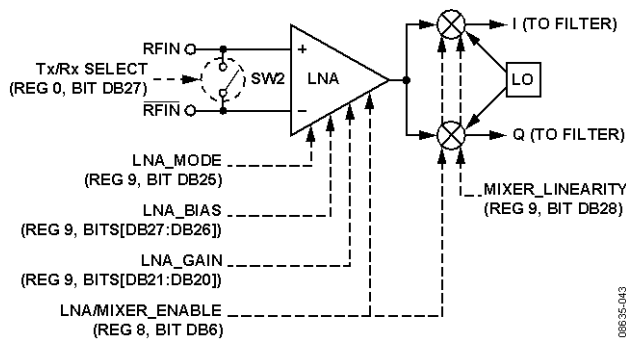 RFIN
Tx/Rx SELECT
(REG 0, BIT DB27)
RFIN
SW2
+
LNA
–
I (TO FILTER)
LO
Q (TO FILTER)
LNA_MODE
(REG 9, BIT DB25)
LNA_BIAS
(REG 9, BITS[DB27:DB26])
LNA_GAIN
(REG 9, BITS[DB21:DB20])
LNA/MIXER_ENABLE
(REG 8, BIT DB6)
MIXER_LINEARITY
(REG 9, BIT DB28)
08635-043